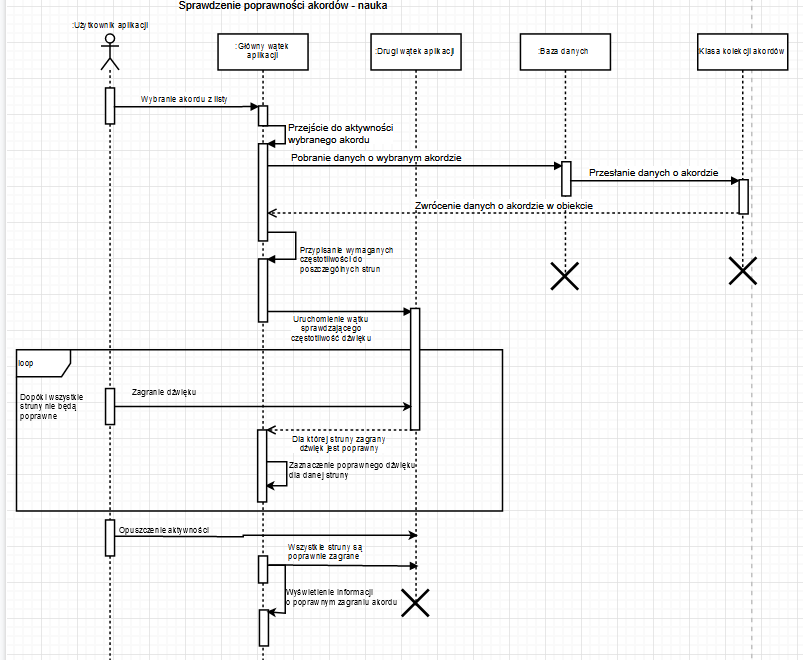 Sprawdzenie poprawności akordów - nauka
:Użytkownik aplikacji
:Główny wątek
aplikacji
:Drugi wątek aplikacji
:Baza danych
Klasa kolekcji akordów
Wybranie akordu z listy
Przejście do aktywności
wybranego akordu
Pobranie danych o wybranym akordzie
Przesłanie danych o akordzie
Zwrócenie danych o akordzie w obiekcie
Przypisanie wymaganych
częstotliwości do
poszczególnych strun
Uruchomienie wątku
sprawdzającego
częstotliwość dźwięku
loop
Dopóki wszystkie
struny nie będą
poprawne
Zagranie dźwięku
Dla której struny zagrany
dźwięk jest poprawny
Zaznaczenie poprawnego dźwięku
dla danej struny
Opuszczenie aktywności
Wszystkie struny są
poprawnie zagrane
Wyświetlenie informacji
o poprawnym zagraniu akordu